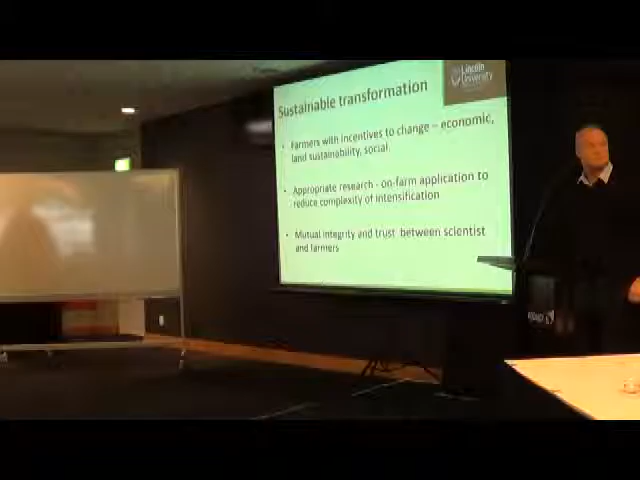 Lincoln
University
Sustainable transformation
• Farmers with incentives to change – economic,
land sustainability, social.
• Appropriate research - on-farm application to
reduce complexity of intensification
• Mutual integrity and trust between scientist
and farmers